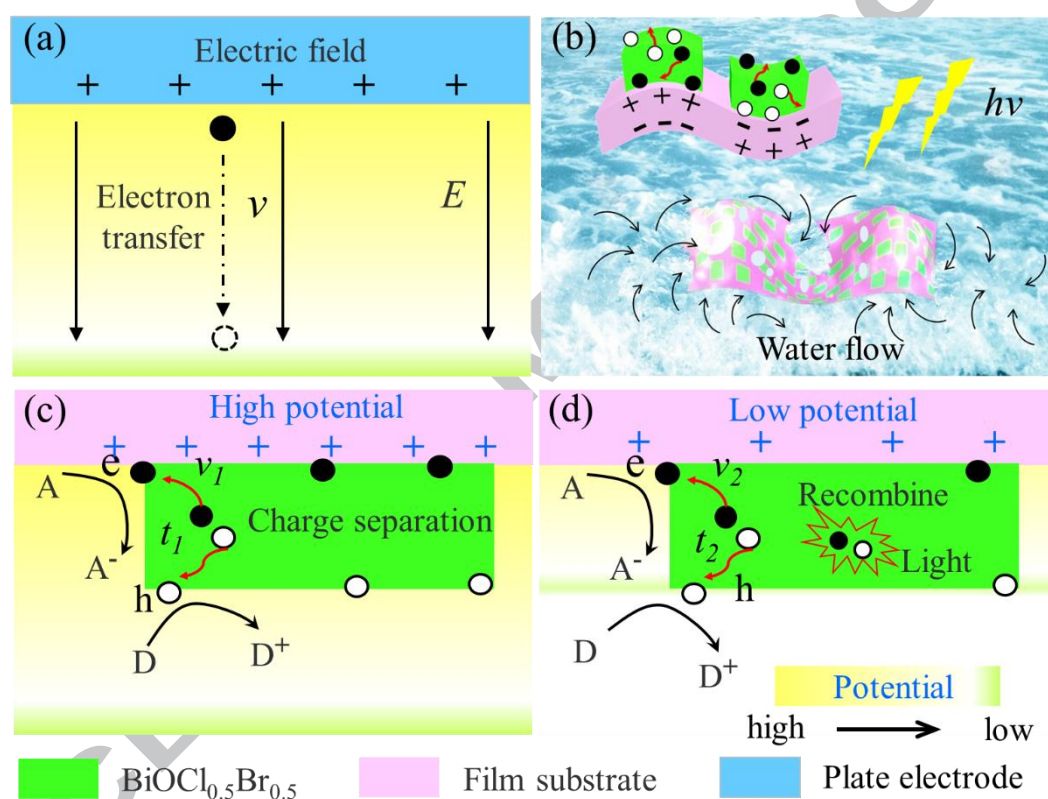 (a)
Electric field
+ + + + +
Electron
transfer
v
E
(b)
hv
+ + + +
- - - -
- - -
+ + + +
+ + +
Water flow
(c)
High potential
+ + + + + +
e
v₁
A
t₁
Charge separation
A⁻
h
D
D⁺
(d)
Low potential
+ + + +
e
v₂
A
Recombine
t₂
A⁻
Light
h
D
D⁺
Potential
high
low
BiOCl₀.₅Br₀.₅
Film substrate
Plate electrode